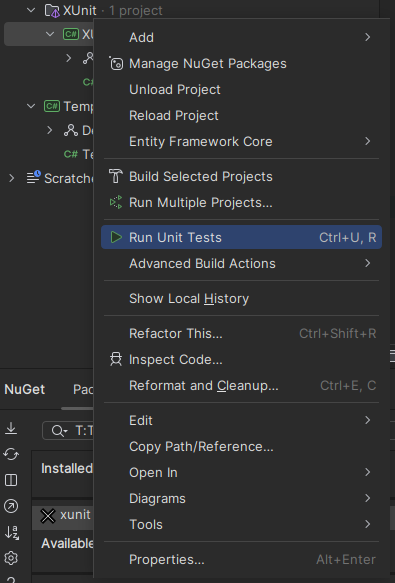 XUnit · 1 project
C#
Add
Manage NuGet Packages
Unload Project
C# Temp
Reload Project
Entity Framework Core
C# Te
Scratche
Build Selected Projects
Run Multiple Projects...
Run Unit Tests Ctrl+U, R
Advanced Build Actions
Show Local History
Refactor This... Ctrl+Shift+R
Inspect Code...
NuGet Pac
Reformat and Cleanup... Ctrl+E, C
T:T
Edit
Copy Path/Reference...
Installed
Open In
Diagrams
xunit
Tools
Available
Properties... Alt+Enter